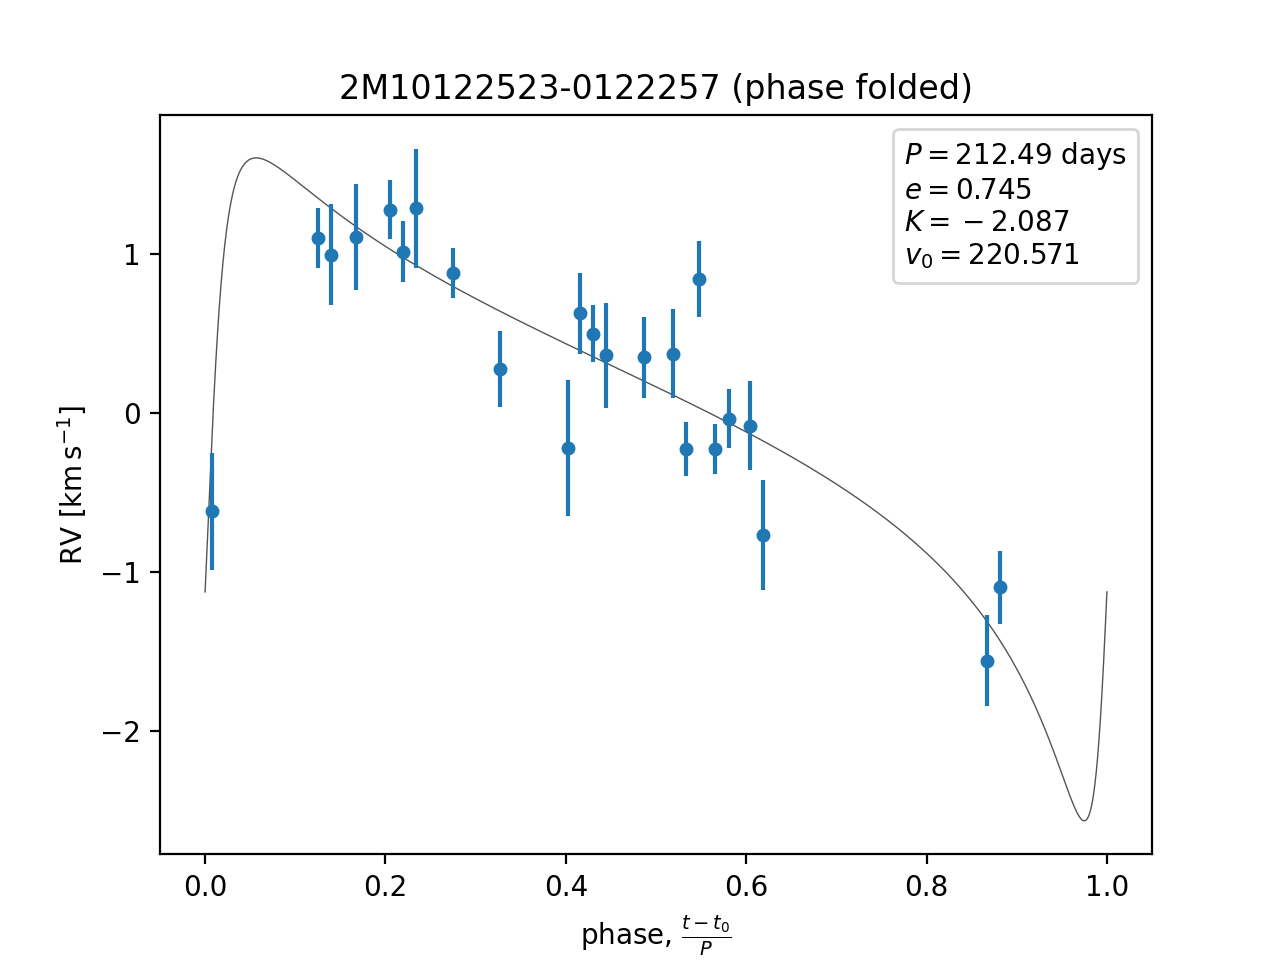 2M10122523-0122257 (phase folded)
P = 212.49 days
e = 0.745
K = −2.087
v₀ = 220.571
1
0
−1
−2
RV [km s⁻¹]
0.0 0.2 0.4 0.6 0.8 1.0
phase, (t − t₀)/P